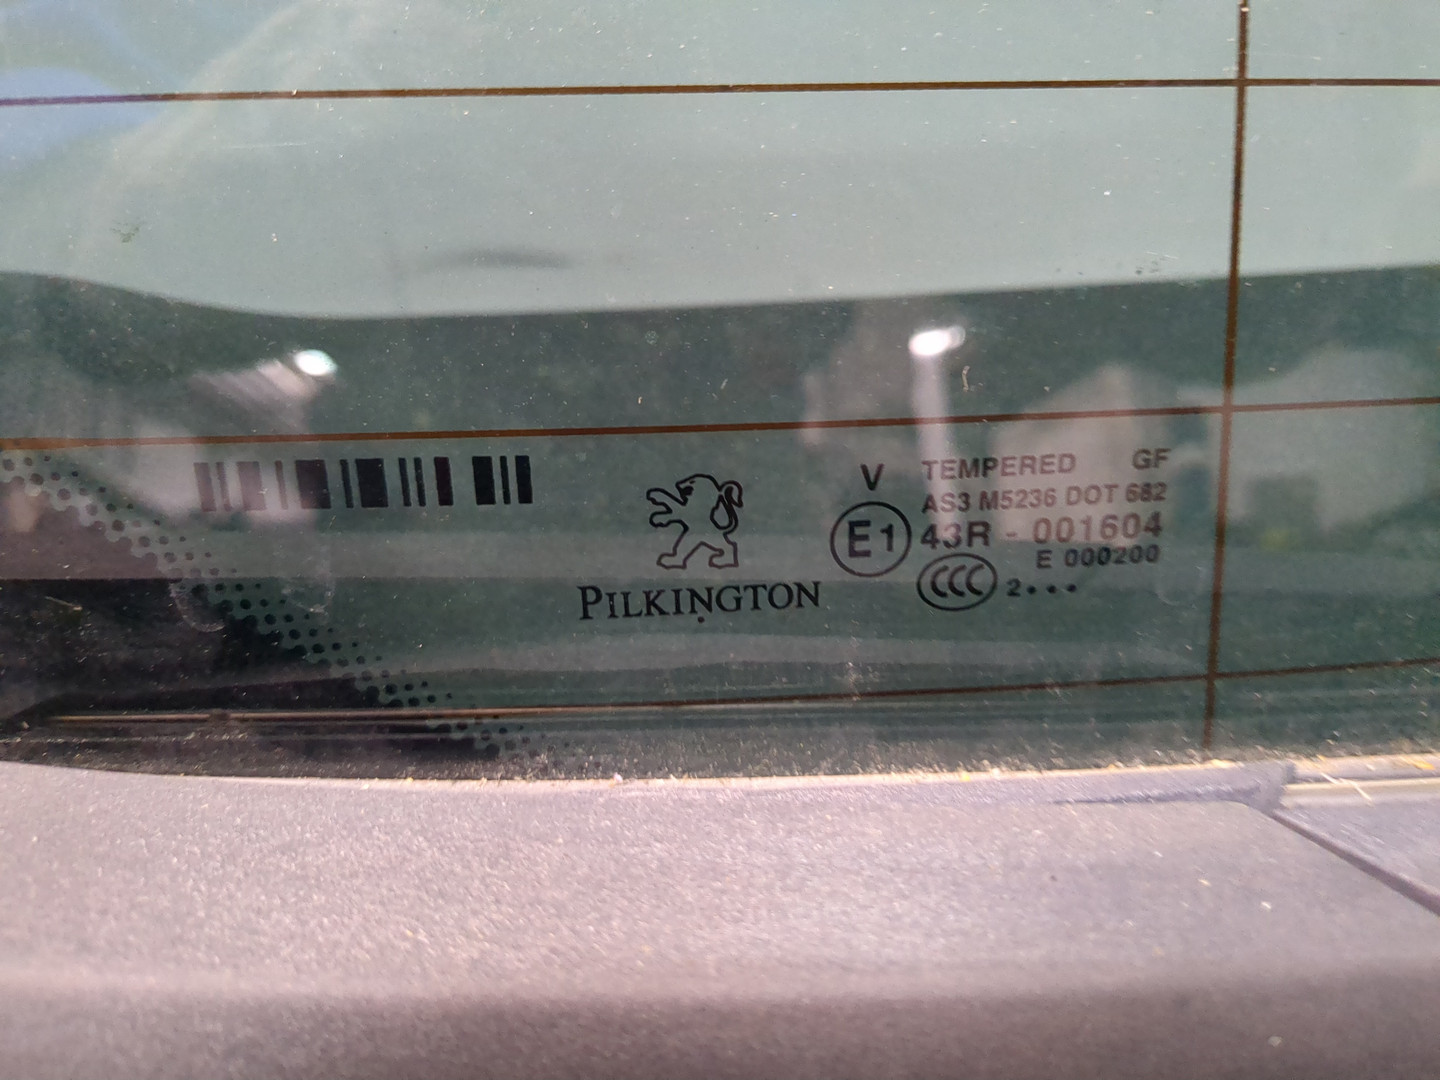 V TEMPERED GF
AS3 M5236 DOT 682
E1 43R - 001604
E 000200
CCC 2...
PILKINGTON